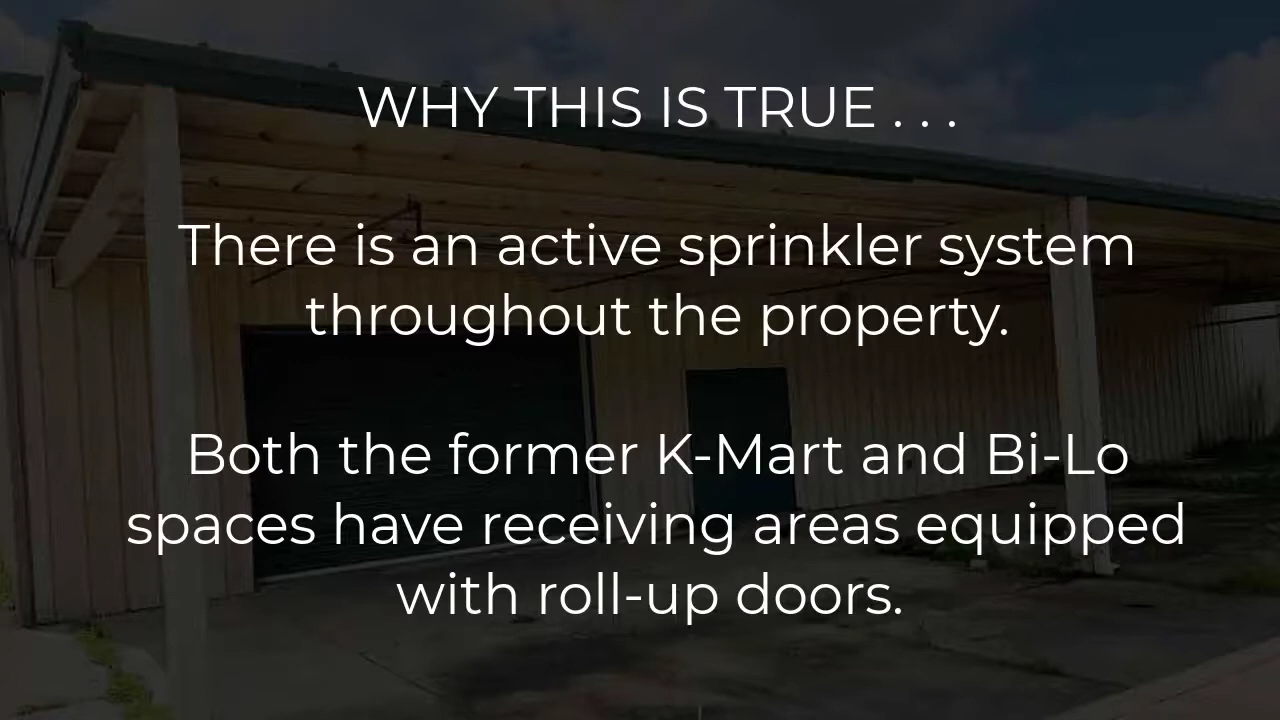 WHY THIS IS TRUE . . .
There is an active sprinkler system
throughout the property.
Both the former K-Mart and Bi-Lo
spaces have receiving areas equipped
with roll-up doors.